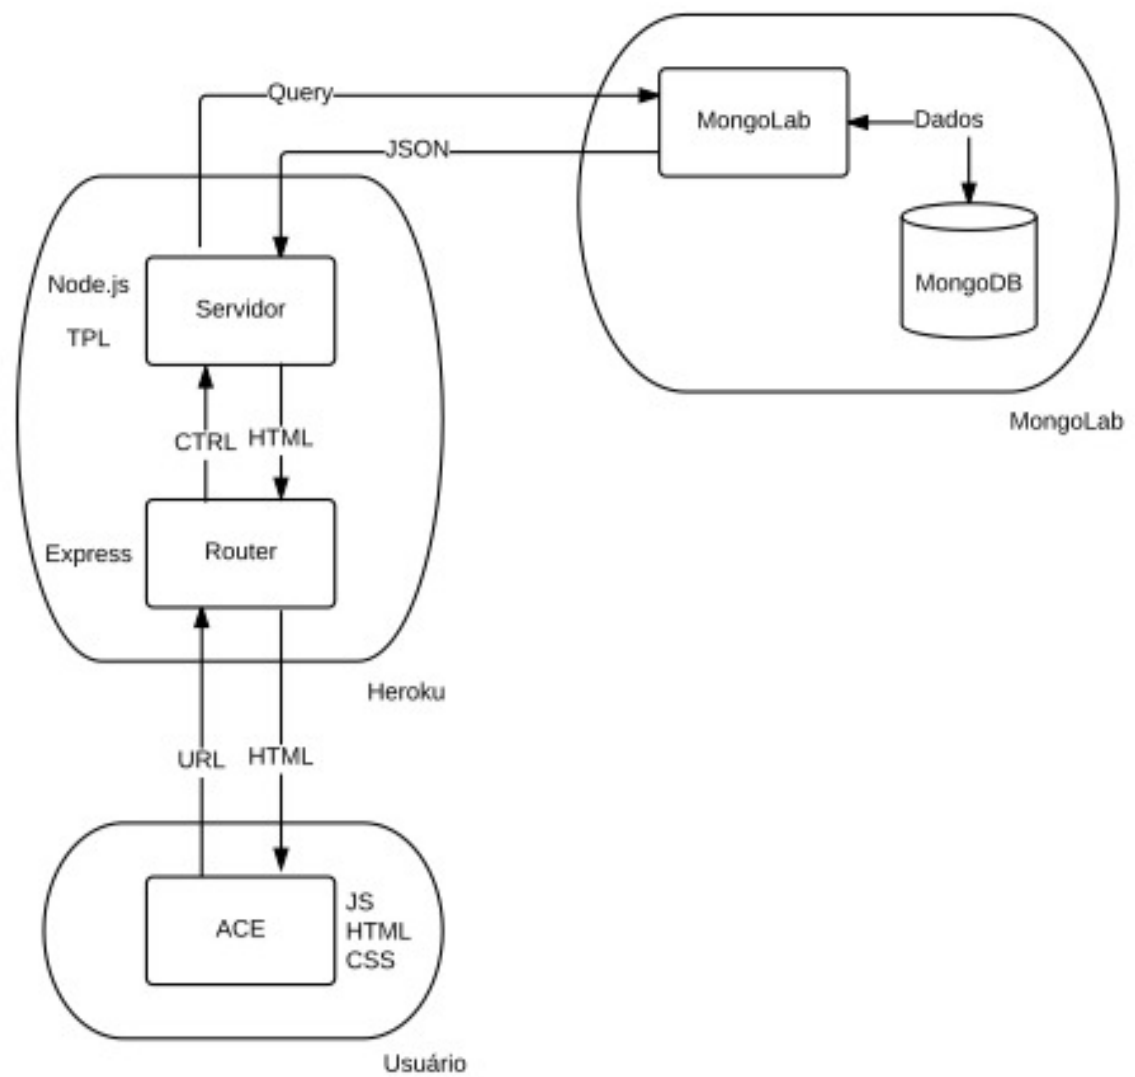 Query
MongoLab
Dados
JSON
MongoDB
MongoLab
Node.js
TPL
Servidor
CTRL
HTML
Express
Router
Heroku
URL
HTML
ACE
JS
HTML
CSS
Usuário